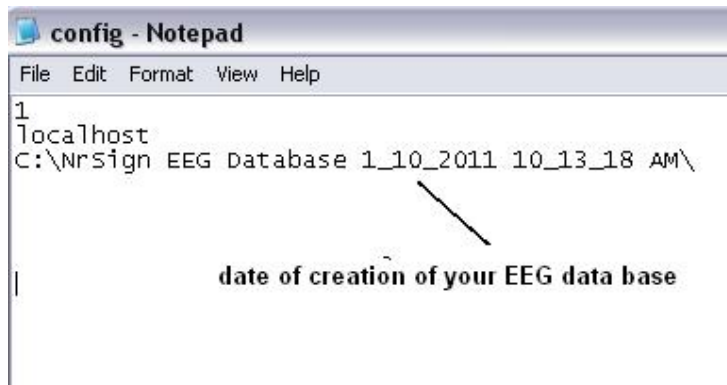 config - Notepad
File Edit Format View Help
1
localhost
C:\NrSign EEG Database 1_10_2011 10_13_18 AM\
date of creation of your EEG data base